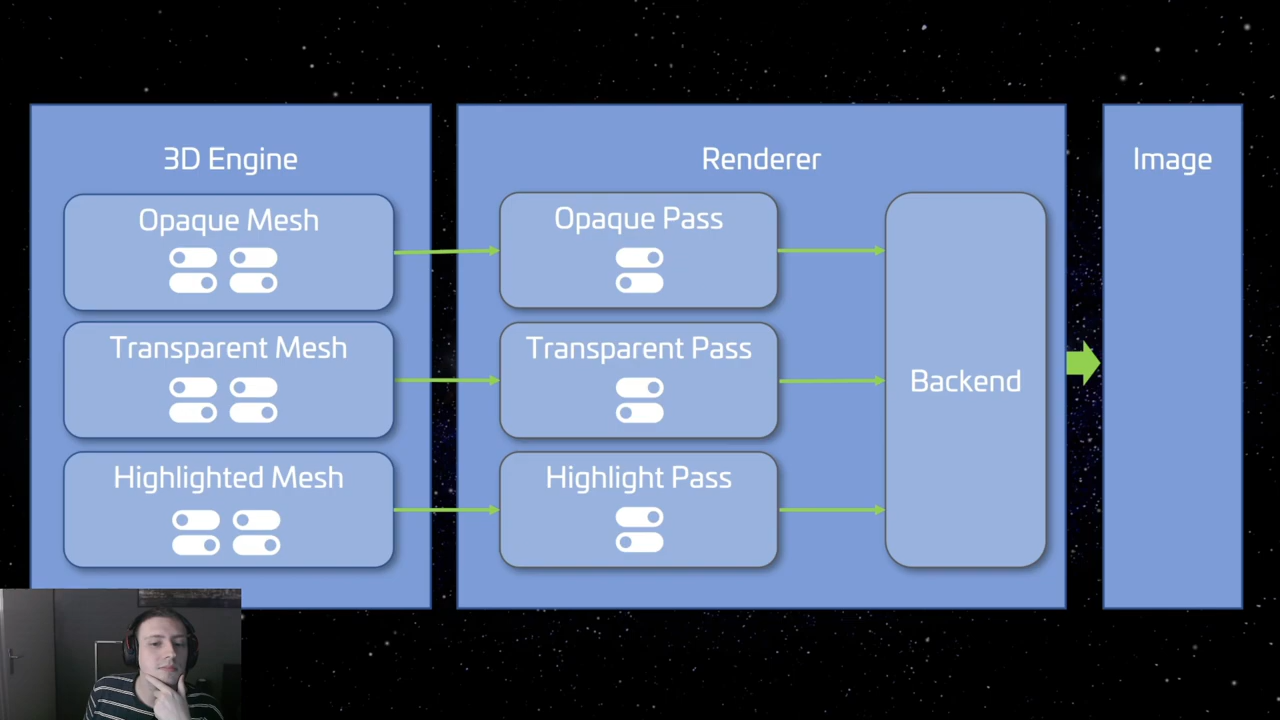 3D Engine
Opaque Mesh
Transparent Mesh
Highlighted Mesh
Renderer
Opaque Pass
Transparent Pass
Highlight Pass
Backend
Image